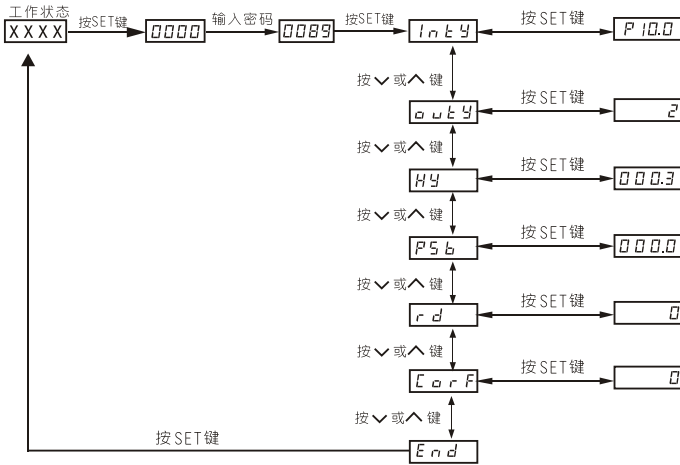 工作状态
XXXX
按SET键
0000
输入密码
0089
按SET键
IntY
按SET键
P10.0
按∨或∧键
outY
按SET键
2
按∨或∧键
HY
按SET键
000.3
按∨或∧键
PSb
按SET键
000.0
按∨或∧键
rd
按SET键
0
按∨或∧键
CorF
按SET键
0
按∨或∧键
按SET键
End